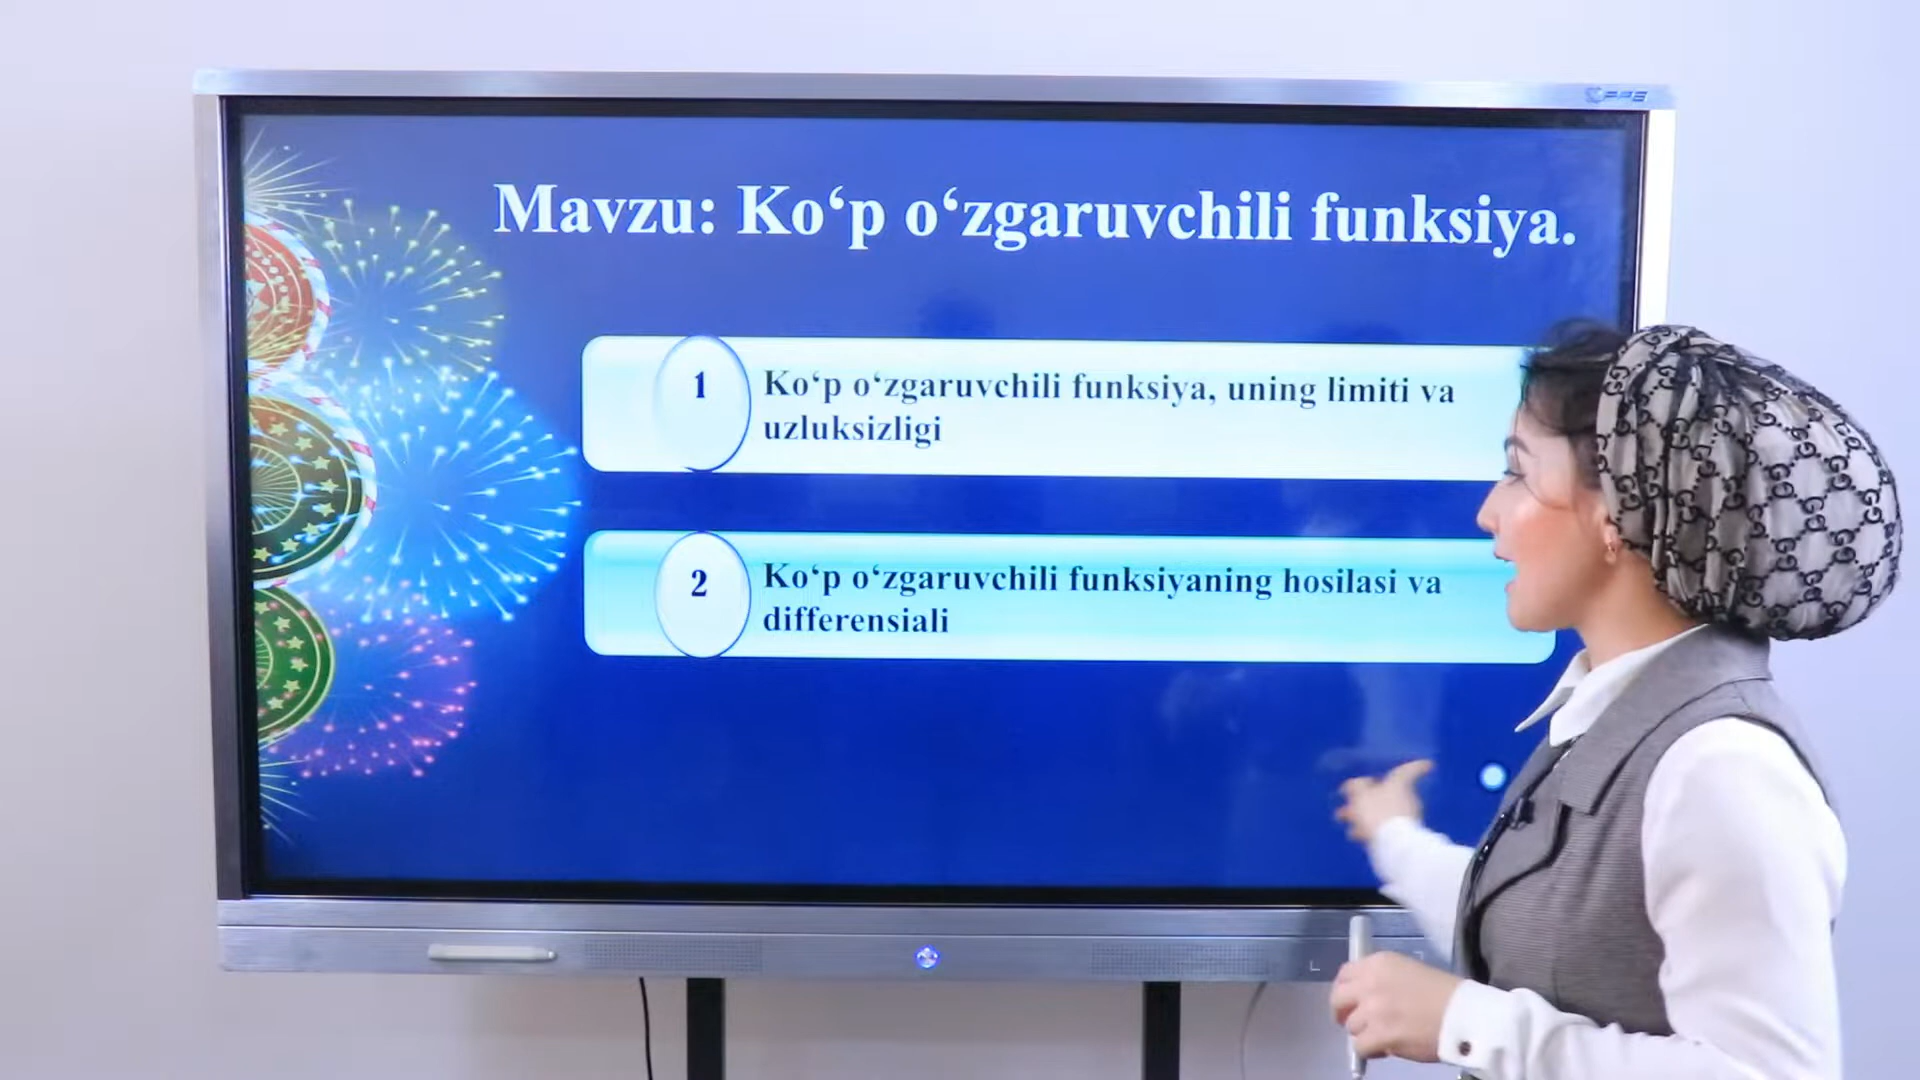 Mavzu: Ko‘p o‘zgaruvchili funksiya.
1
Ko‘p o‘zgaruvchili funksiya, uning limiti va
uzluksizligi
2
Ko‘p o‘zgaruvchili funksiyaning hosilasi va
differensiali